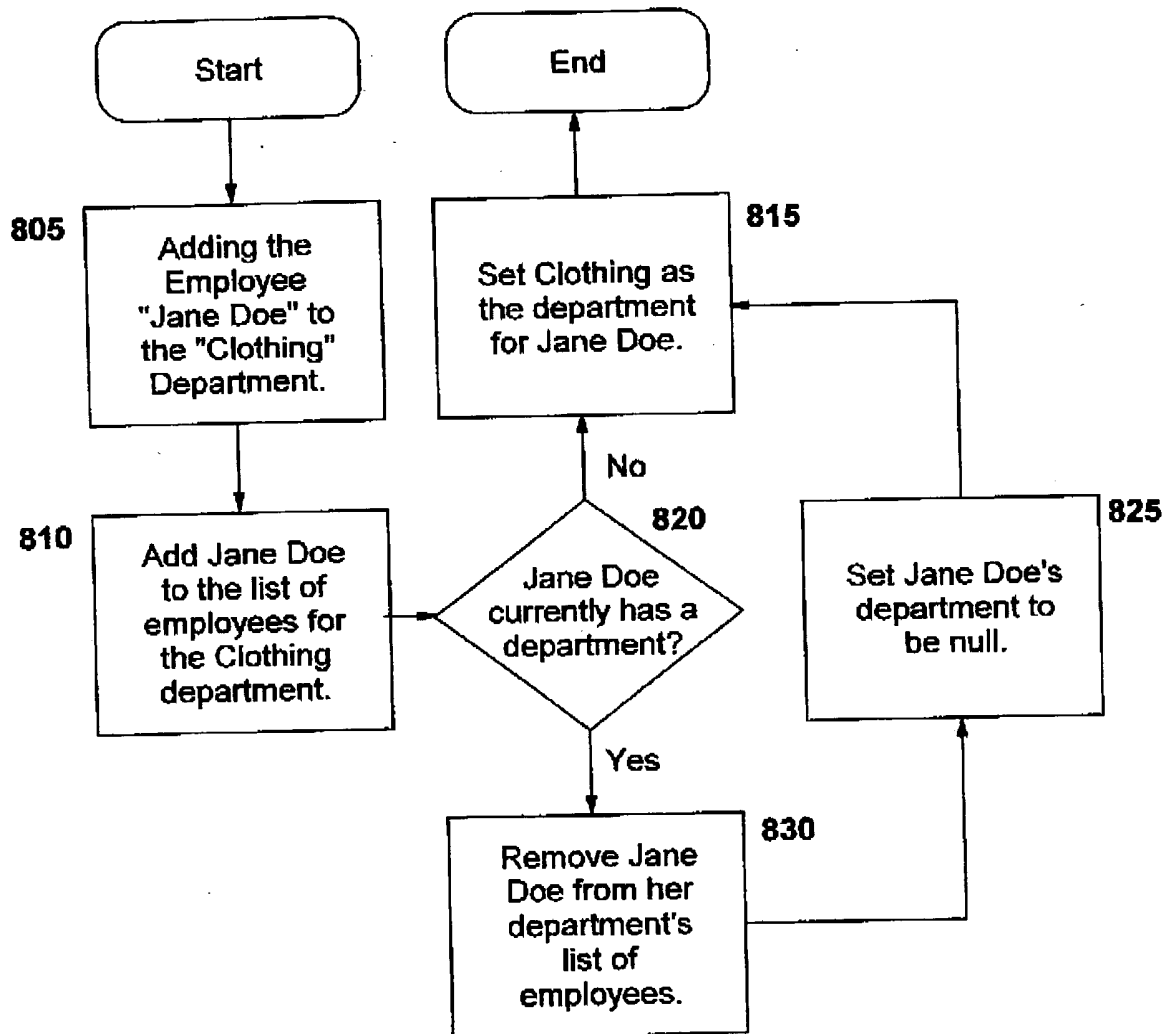 Start
End
805
Adding the
Employee
"Jane Doe" to
the "Clothing"
Department.
815
Set Clothing as
the department
for Jane Doe.
No
810
Add Jane Doe
to the list of
employees for
the Clothing
department.
820
Jane Doe
currently has a
department?
825
Set Jane Doe's
department to
be null.
Yes
830
Remove Jane
Doe from her
department's
list of
employees.